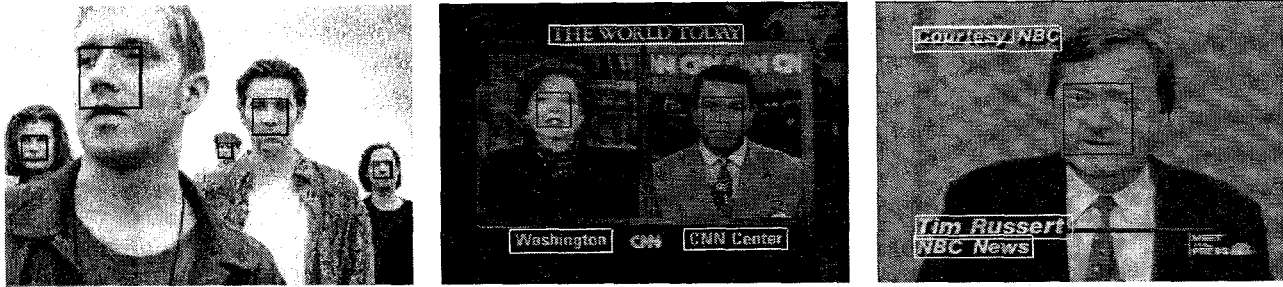 THE WORLD TODAY
Washington
CNN
CNN Center
Courtesy NBC
Tim Russert
NBC News